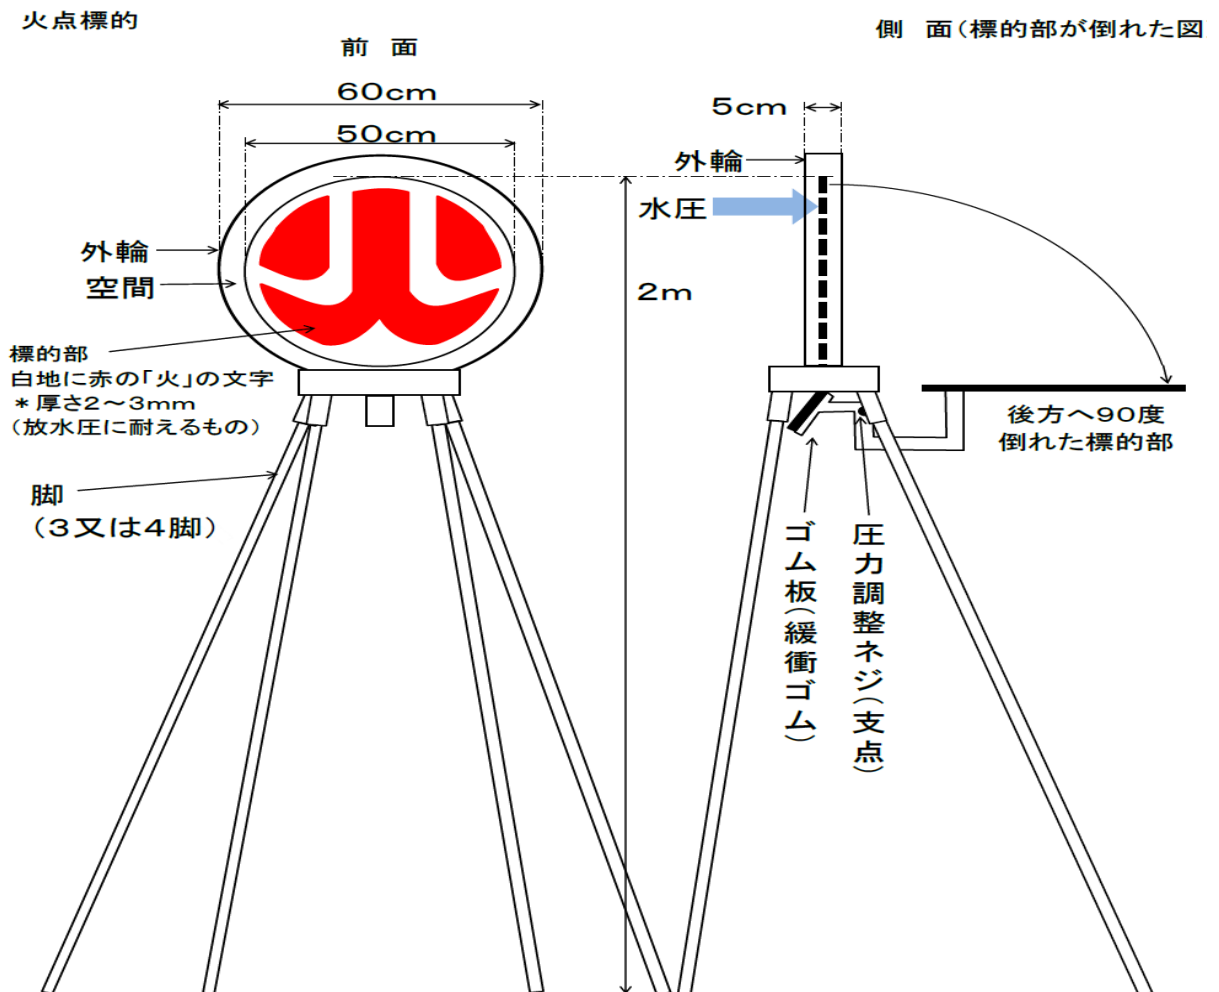 火点標的
側 面(標的部が倒れた図
前 面
60cm
50cm
5cm
外輪
水圧
外輪
空間
2m
標的部
白地に赤の「火」の文字
*厚さ2~3mm
(放水圧に耐えるもの)
後方へ90度
倒れた標的部
脚
(3又は4脚)
ゴム板(緩衝ゴム)
圧力調整ネジ(支点)